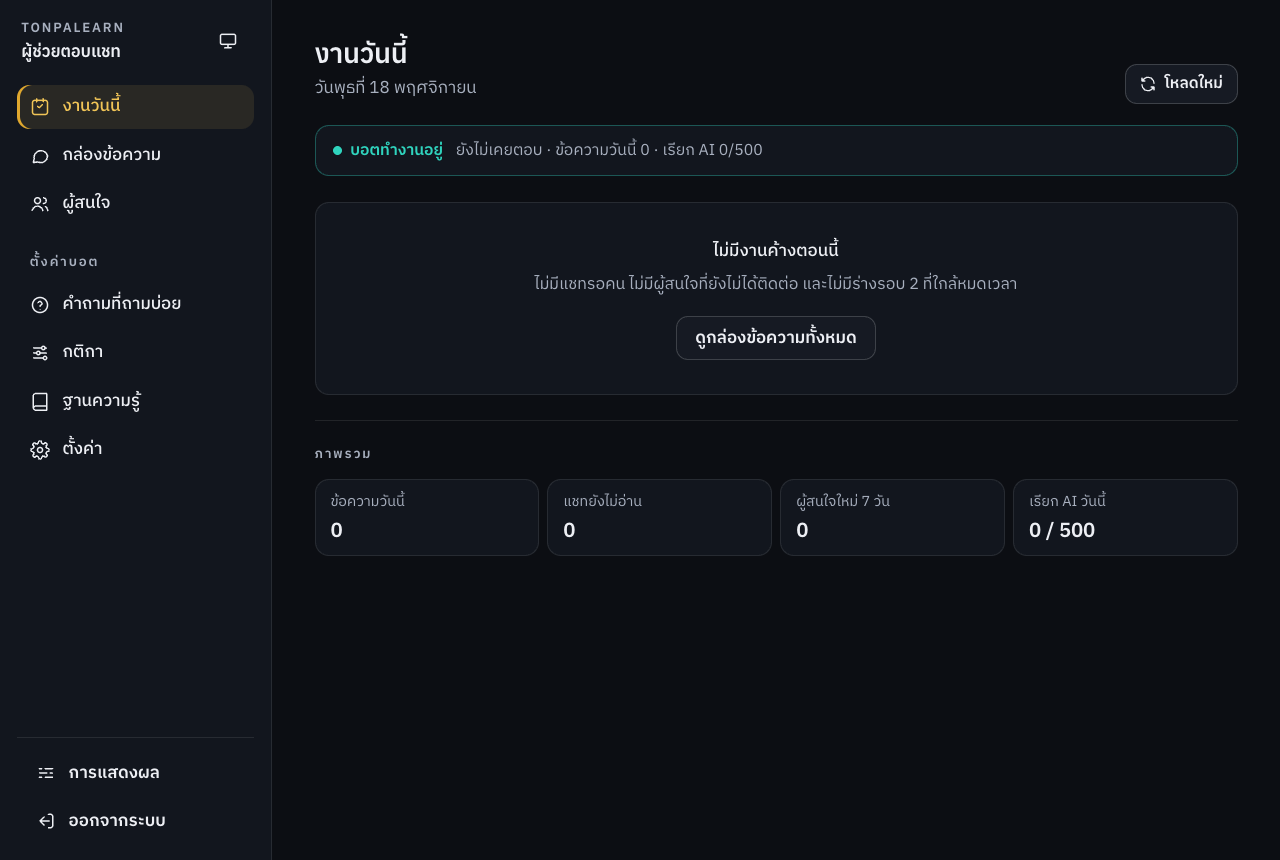 TONPALEARN
ผู้ช่วยตอบแชท
งานวันนี้
กล่องข้อความ
ผู้สนใจ
ตั้งค่าบอต
คำถามที่ถามบ่อย
กติกา
ฐานความรู้
ตั้งค่า
การแสดงผล
ออกจากระบบ
งานวันนี้
วันพุธที่ 18 พฤศจิกายน
โหลดใหม่
บอตทำงานอยู่ ยังไม่เคยตอบ · ข้อความวันนี้ 0 · เรียก AI 0/500
ไม่มีงานค้างตอนนี้
ไม่มีแชทรอคน ไม่มีผู้สนใจที่ยังไม่ได้ติดต่อ และไม่มีร่างรอบ 2 ที่ใกล้หมดเวลา
ดูกล่องข้อความทั้งหมด
ภาพรวม
ข้อความวันนี้
0
แชทยังไม่อ่าน
0
ผู้สนใจใหม่ 7 วัน
0
เรียก AI วันนี้
0 / 500